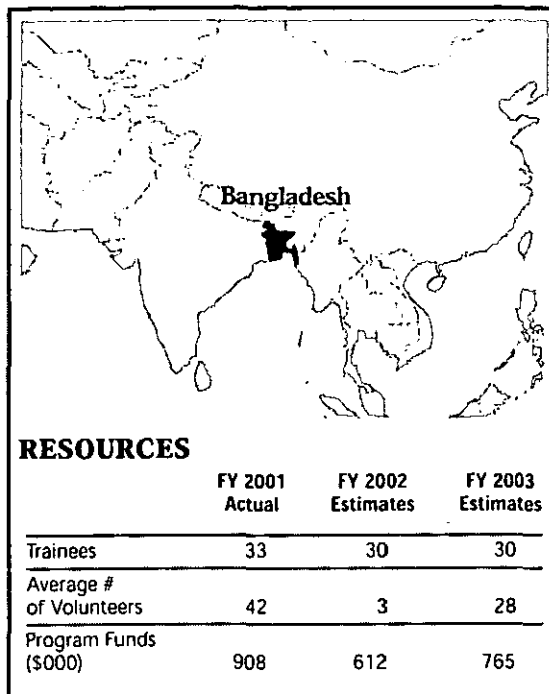 Bangladesh
RESOURCES
FY 2001 FY 2002 FY 2003
Actual Estimates Estimates
Trainees 33 30 30
Average #
of Volunteers 42 3 28
Program Funds
($000) 908 612 765